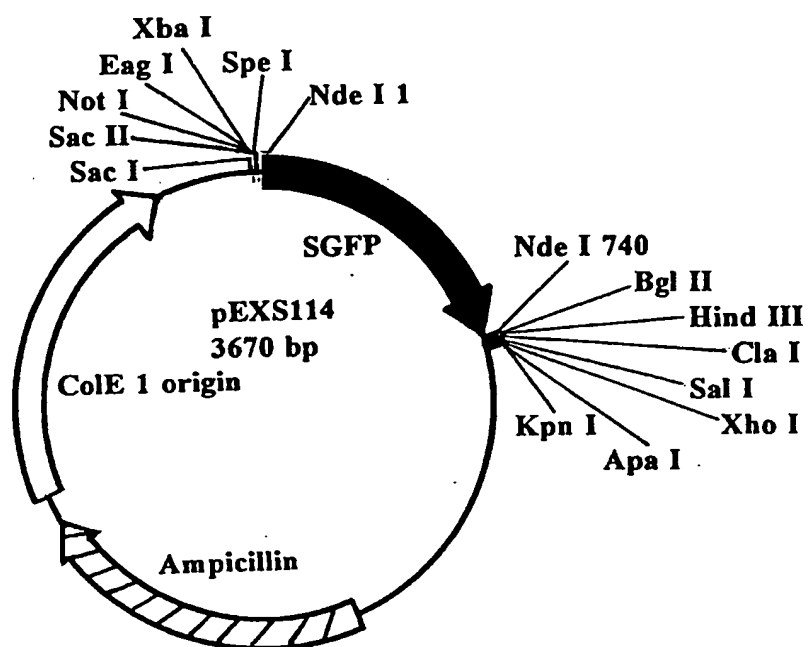 Xba I
Eag I
Spe I
Not I
Nde I 1
Sac II
Sac I
SGFP
Nde I 740
Bgl II
pEXS114
3670 bp
Hind III
Cla I
ColE 1 origin
Sal I
Kpn I
Xho I
Apa I
Ampicillin